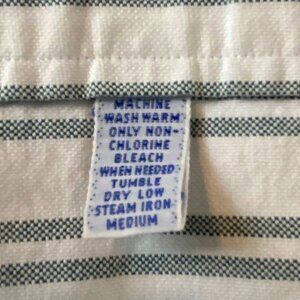 MACHINE
WASH WARM
ONLY NON-
CHLORINE
BLEACH
WHEN NEEDED
TUMBLE
DRY LOW
STEAM IRON
MEDIUM